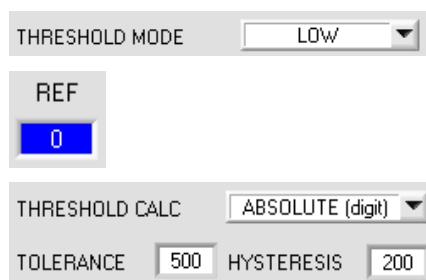 THRESHOLD MODE LOW
REF
0
THRESHOLD CALC ABSOLUTE (digit)
TOLERANCE 500 HYSTERESIS 200